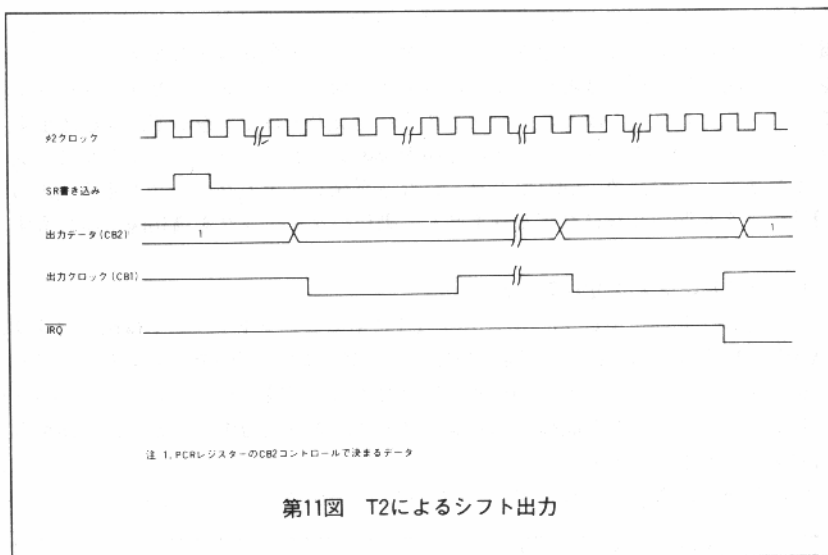 φ2クロック
SR書き込み
出力データ(CB2)
1
1
出力クロック(CB1)
IRQ
注 1. PCRレジスターのCB2コントロールで決まるデータ
第11図 T2によるシフト出力